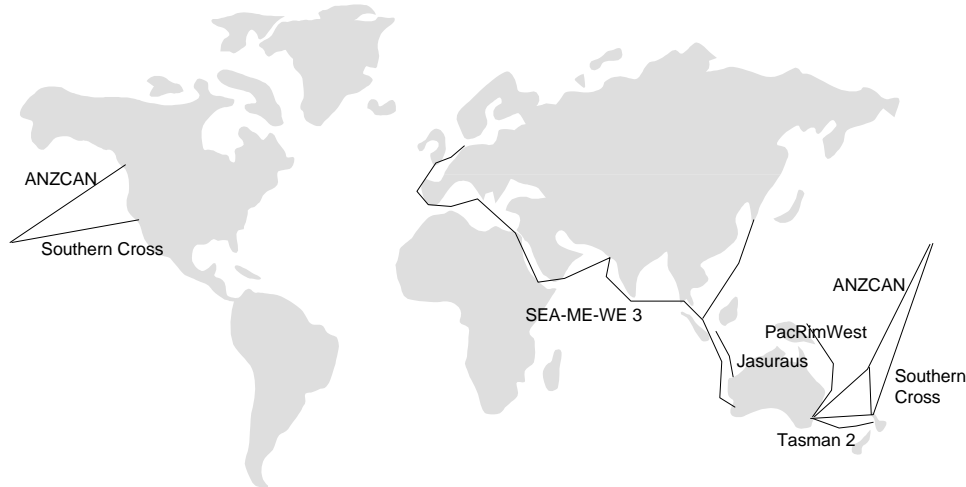 ANZCAN
Southern Cross
SEA-ME-WE 3
ANZCAN
PacRimWest
Jasuraus
Southern
Cross
Tasman 2